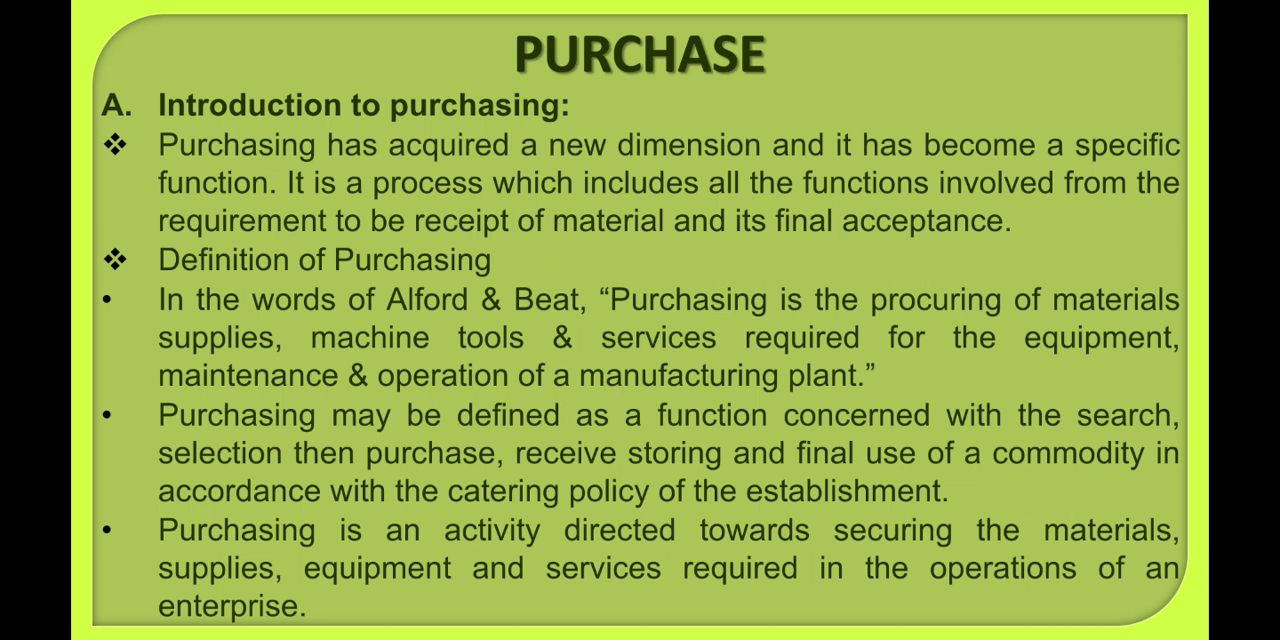 PURCHASE
A. Introduction to purchasing:
❖ Purchasing has acquired a new dimension and it has become a specific
function. It is a process which includes all the functions involved from the
requirement to be receipt of material and its final acceptance.
❖ Definition of Purchasing
• In the words of Alford & Beat, “Purchasing is the procuring of materials
supplies, machine tools & services required for the equipment,
maintenance & operation of a manufacturing plant.”
• Purchasing may be defined as a function concerned with the search,
selection then purchase, receive storing and final use of a commodity in
accordance with the catering policy of the establishment.
• Purchasing is an activity directed towards securing the materials,
supplies, equipment and services required in the operations of an
enterprise.